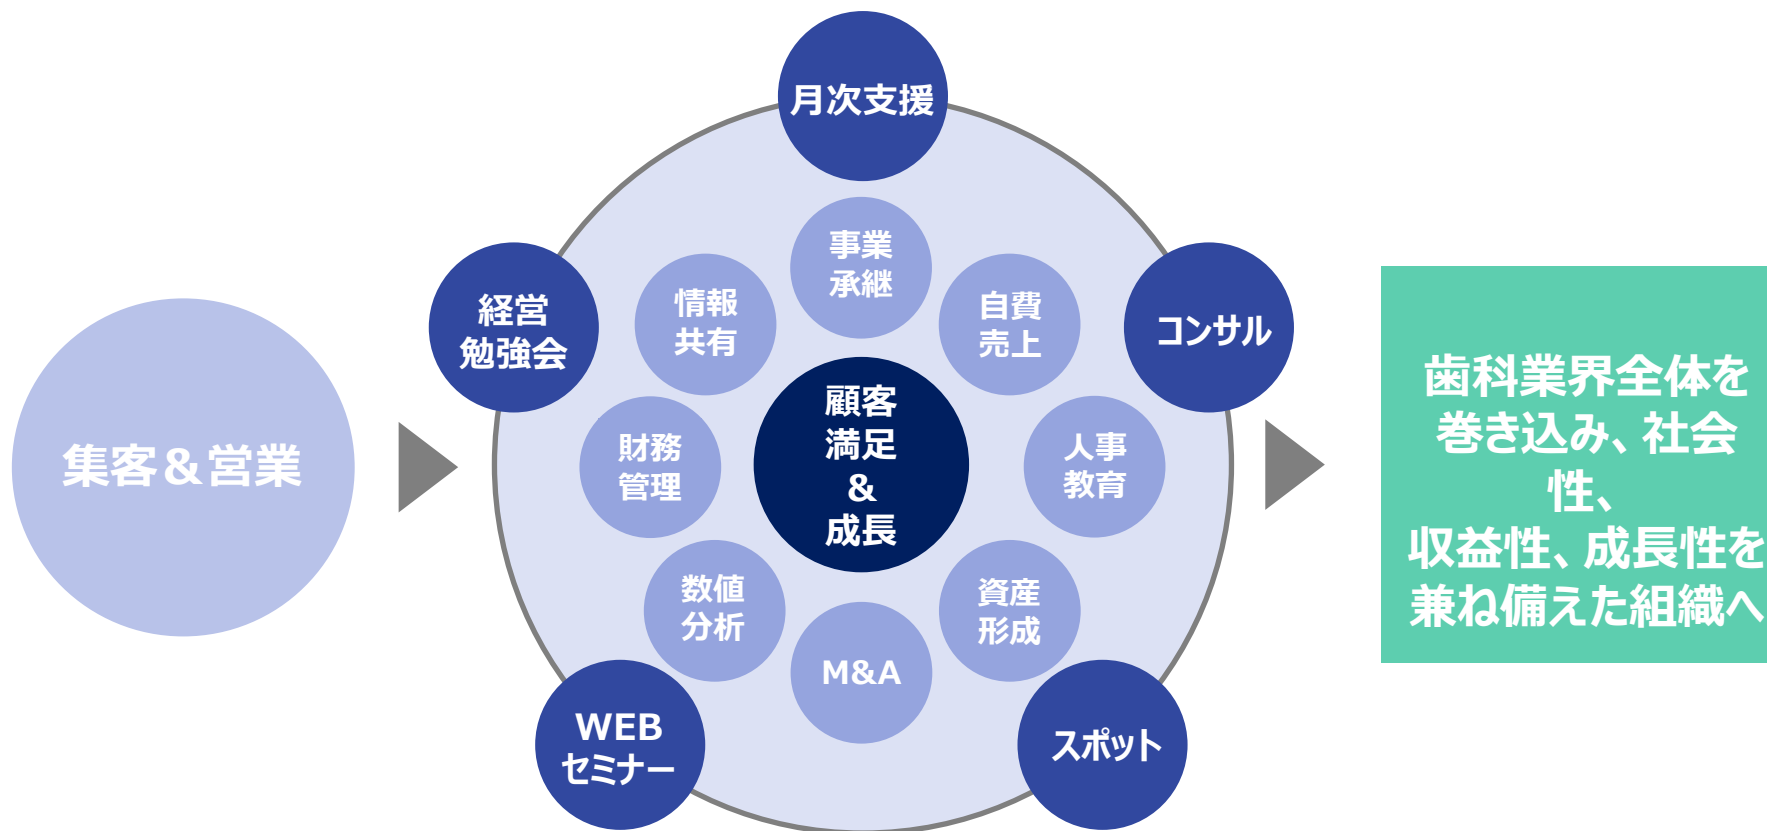 集客＆営業
月次支援
経営
勉強会
コンサル
WEB
セミナー
スポット
事業
承継
情報
共有
自費
売上
財務
管理
人事
教育
数値
分析
資産
形成
M&A
顧客
満足
&
成長
歯科業界全体を
巻き込み、社会
性、
収益性、成長性を
兼ね備えた組織へ